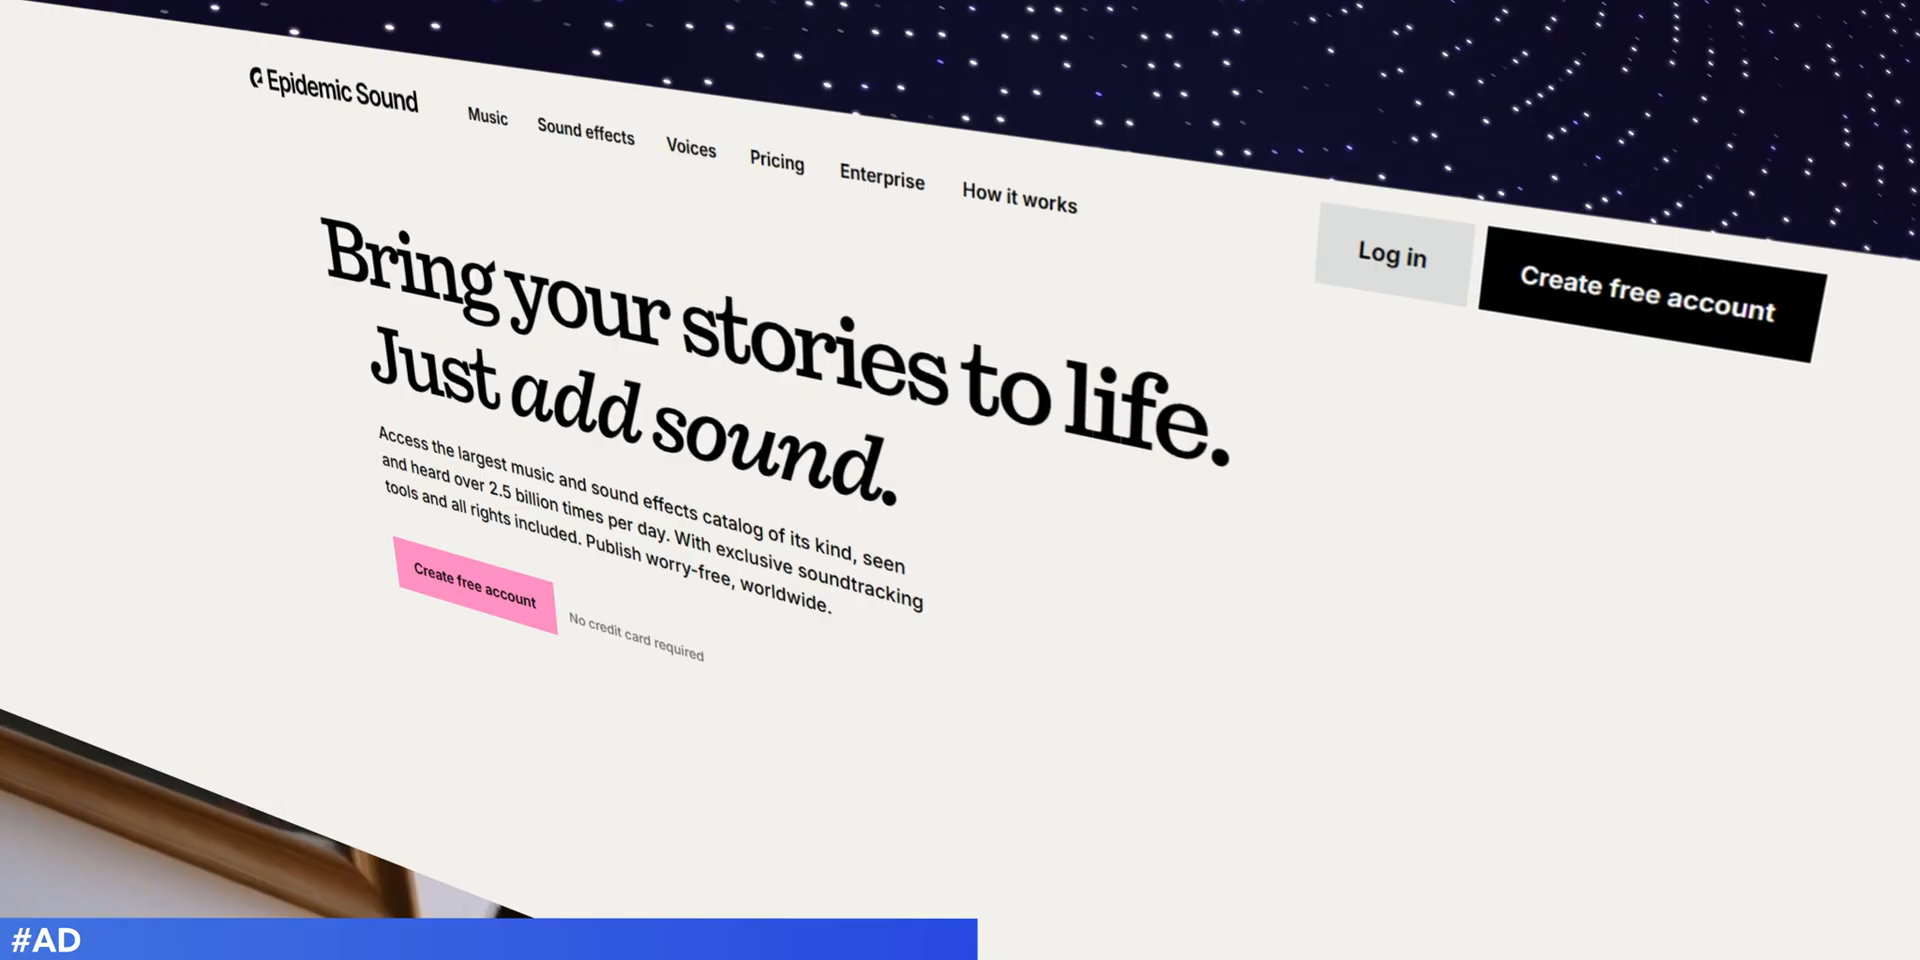 Epidemic Sound
Music
Sound effects
Voices
Pricing
Enterprise
How it works
Log in
Create free account
Bring your stories to life.
Just add sound.
Access the largest music and sound effects catalog of its kind, seen
and heard over 2.5 billion times per day. With exclusive soundtracking
tools and all rights included. Publish worry-free, worldwide.
Create free account
No credit card required
#AD